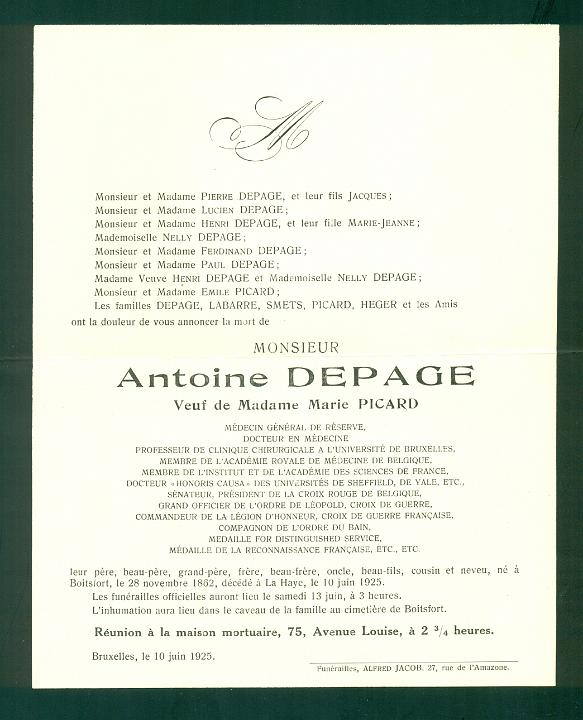 M
Monsieur et Madame PIERRE DEPAGE, et leur fils JACQUES;
Monsieur et Madame LUCIEN DEPAGE;
Monsieur et Madame HENRI DEPAGE, et leur fille MARIE-JEANNE;
Mademoiselle NELLY DEPAGE;
Monsieur et Madame FERDINAND DEPAGE;
Monsieur et Madame PAUL DEPAGE;
Madame Veuve HENRI DEPAGE et Mademoiselle NELLY DEPAGE;
Monsieur et Madame EMILE PICARD;
Les familles DEPAGE, LABARRE, SMETS, PICARD, HEGER et les Amis
ont la douleur de vous annoncer la mort de
MONSIEUR
Antoine DEPAGE
Veuf de Madame Marie PICARD
MÉDECIN GÉNÉRAL DE RÉSERVE,
DOCTEUR EN MÉDECINE
PROFESSEUR DE CLINIQUE CHIRURGICALE A L'UNIVERSITÉ DE BRUXELLES,
MEMBRE DE L'ACADÉMIE ROYALE DE MÉDECINE DE BELGIQUE,
MEMBRE DE L'INSTITUT ET DE L'ACADÉMIE DES SCIENCES DE FRANCE,
DOCTEUR «HONORIS CAUSA» DES UNIVERSITÉS DE SHEFFIELD, DE YALE, ETC.,
SÉNATEUR, PRÉSIDENT DE LA CROIX ROUGE DE BELGIQUE,
GRAND OFFICIER DE L'ORDRE DE LÉOPOLD, CROIX DE GUERRE,
COMMANDEUR DE LA LÉGION D'HONNEUR, CROIX DE GUERRE FRANÇAISE,
COMPAGNON DE L'ORDRE DU BAIN,
MEDAILLE FOR DISTINGUISHED SERVICE,
MÉDAILLE DE LA RECONNAISSANCE FRANÇAISE, ETC., ETC.
leur père, beau-père, grand-père, frère, beau-frère, oncle, beau-fils, cousin et neveu, né à
Boitsfort, le 28 novembre 1862, décédé à La Haye, le 10 juin 1925.
Les funérailles officielles auront lieu le samedi 13 juin, à 3 heures.
L'inhumation aura lieu dans le caveau de la famille au cimetière de Boitsfort.
Réunion à la maison mortuaire, 75, Avenue Louise, à 2 3/4 heures.
Bruxelles, le 10 juin 1925.
Funérailles, ALFRED JACOB. 27, rue de l'Amazone.